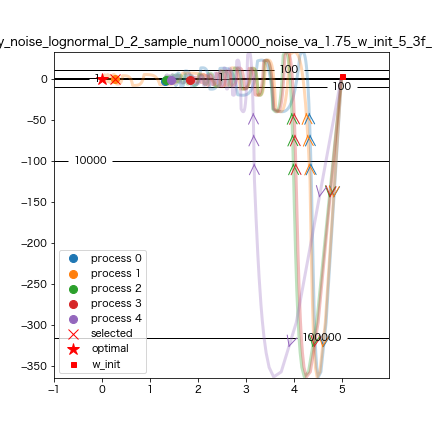 y_noise_lognormal_D_2_sample_num10000_noise_va_1.75_w_init_5_3f_
100
0
1
1
100
−50
−100
10000
−150
−200
−250
−300
100000
−350
process 0
process 1
process 2
process 3
process 4
selected
optimal
w_init
−1 0 1 2 3 4 5